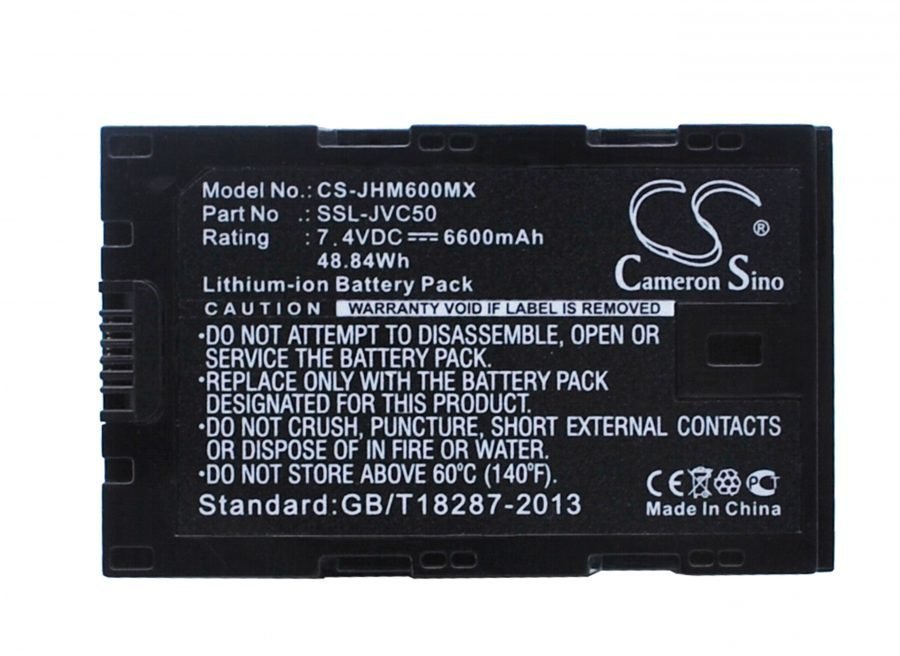 Model No.: CS-JHM600MX
Part No .: SSL-JVC50
Rating : 7.4VDC⎓6600mAh
48.84Wh
Lithium-ion Battery Pack
CS®
Cameron Sino
CAUTION WARRANTY VOID IF LABEL IS REMOVED
•DO NOT ATTEMPT TO DISASSEMBLE, OPEN OR
SERVICE THE BATTERY PACK.
•REPLACE ONLY WITH THE BATTERY PACK
DESIGNATED FOR THIS PRODUCT.
•DO NOT CRUSH, PUNCTURE, SHORT EXTERNAL CONTACTS
OR DISPOSE OF IN FIRE OR WATER.
•DO NOT STORE ABOVE 60°C (140°F).
Standard:GB/T18287-2013
CE PCT
Made in China